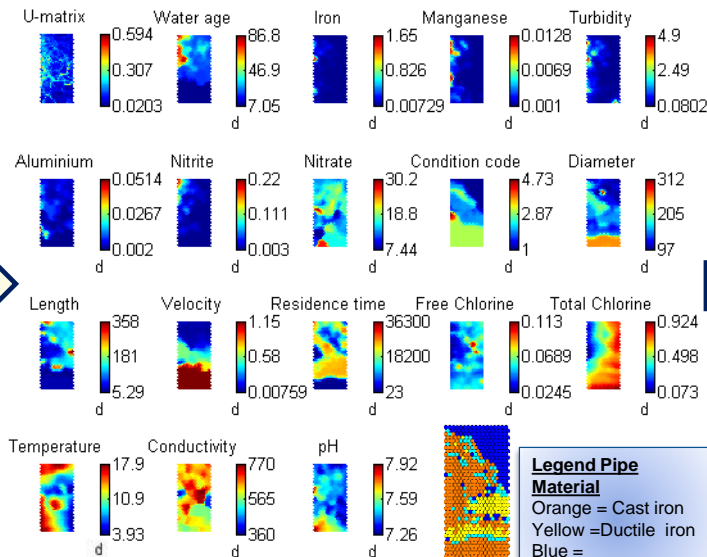 U-matrix Water age Iron Manganese Turbidity
0.594 86.8 1.65 0.0128 4.9
0.307 46.9 0.826 0.0069 2.49
0.0203 7.05 0.00729 0.001 0.0802
d d d d
Aluminium Nitrite Nitrate Condition code Diameter
0.0514 0.22 30.2 4.73 312
0.0267 0.111 18.8 2.87 205
0.002 0.003 7.44 1 97
d d d d d
Length Velocity Residence time Free Chlorine Total Chlorine
358 1.15 36300 0.113 0.924
181 0.58 18200 0.0689 0.498
5.29 0.00759 23 0.0245 0.073
d d d d d
Temperature Conductivity pH
17.9 770 7.92
10.9 565 7.59
3.93 360 7.26
d d d
Legend Pipe
Material
Orange = Cast iron
Yellow =Ductile iron
Blue =